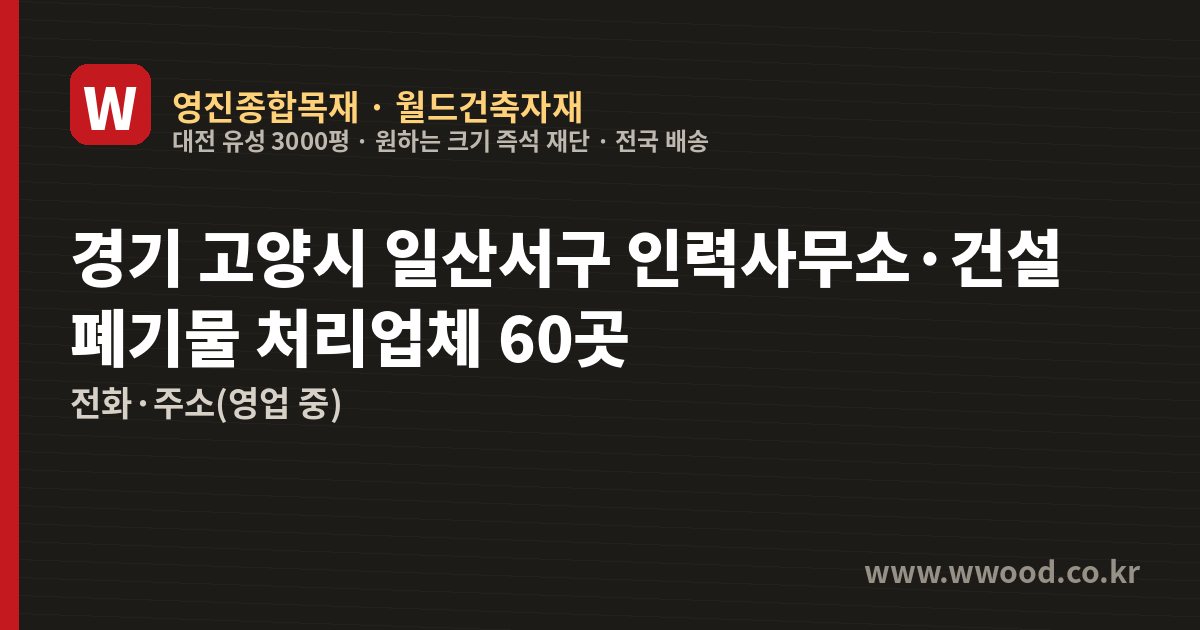 W
영진종합목재 · 월드건축자재
대전 유성 3000평 · 원하는 크기 즉석 재단 · 전국 배송
경기 고양시 일산서구 인력사무소·건설
폐기물 처리업체 60곳
전화·주소(영업 중)
www.wwood.co.kr